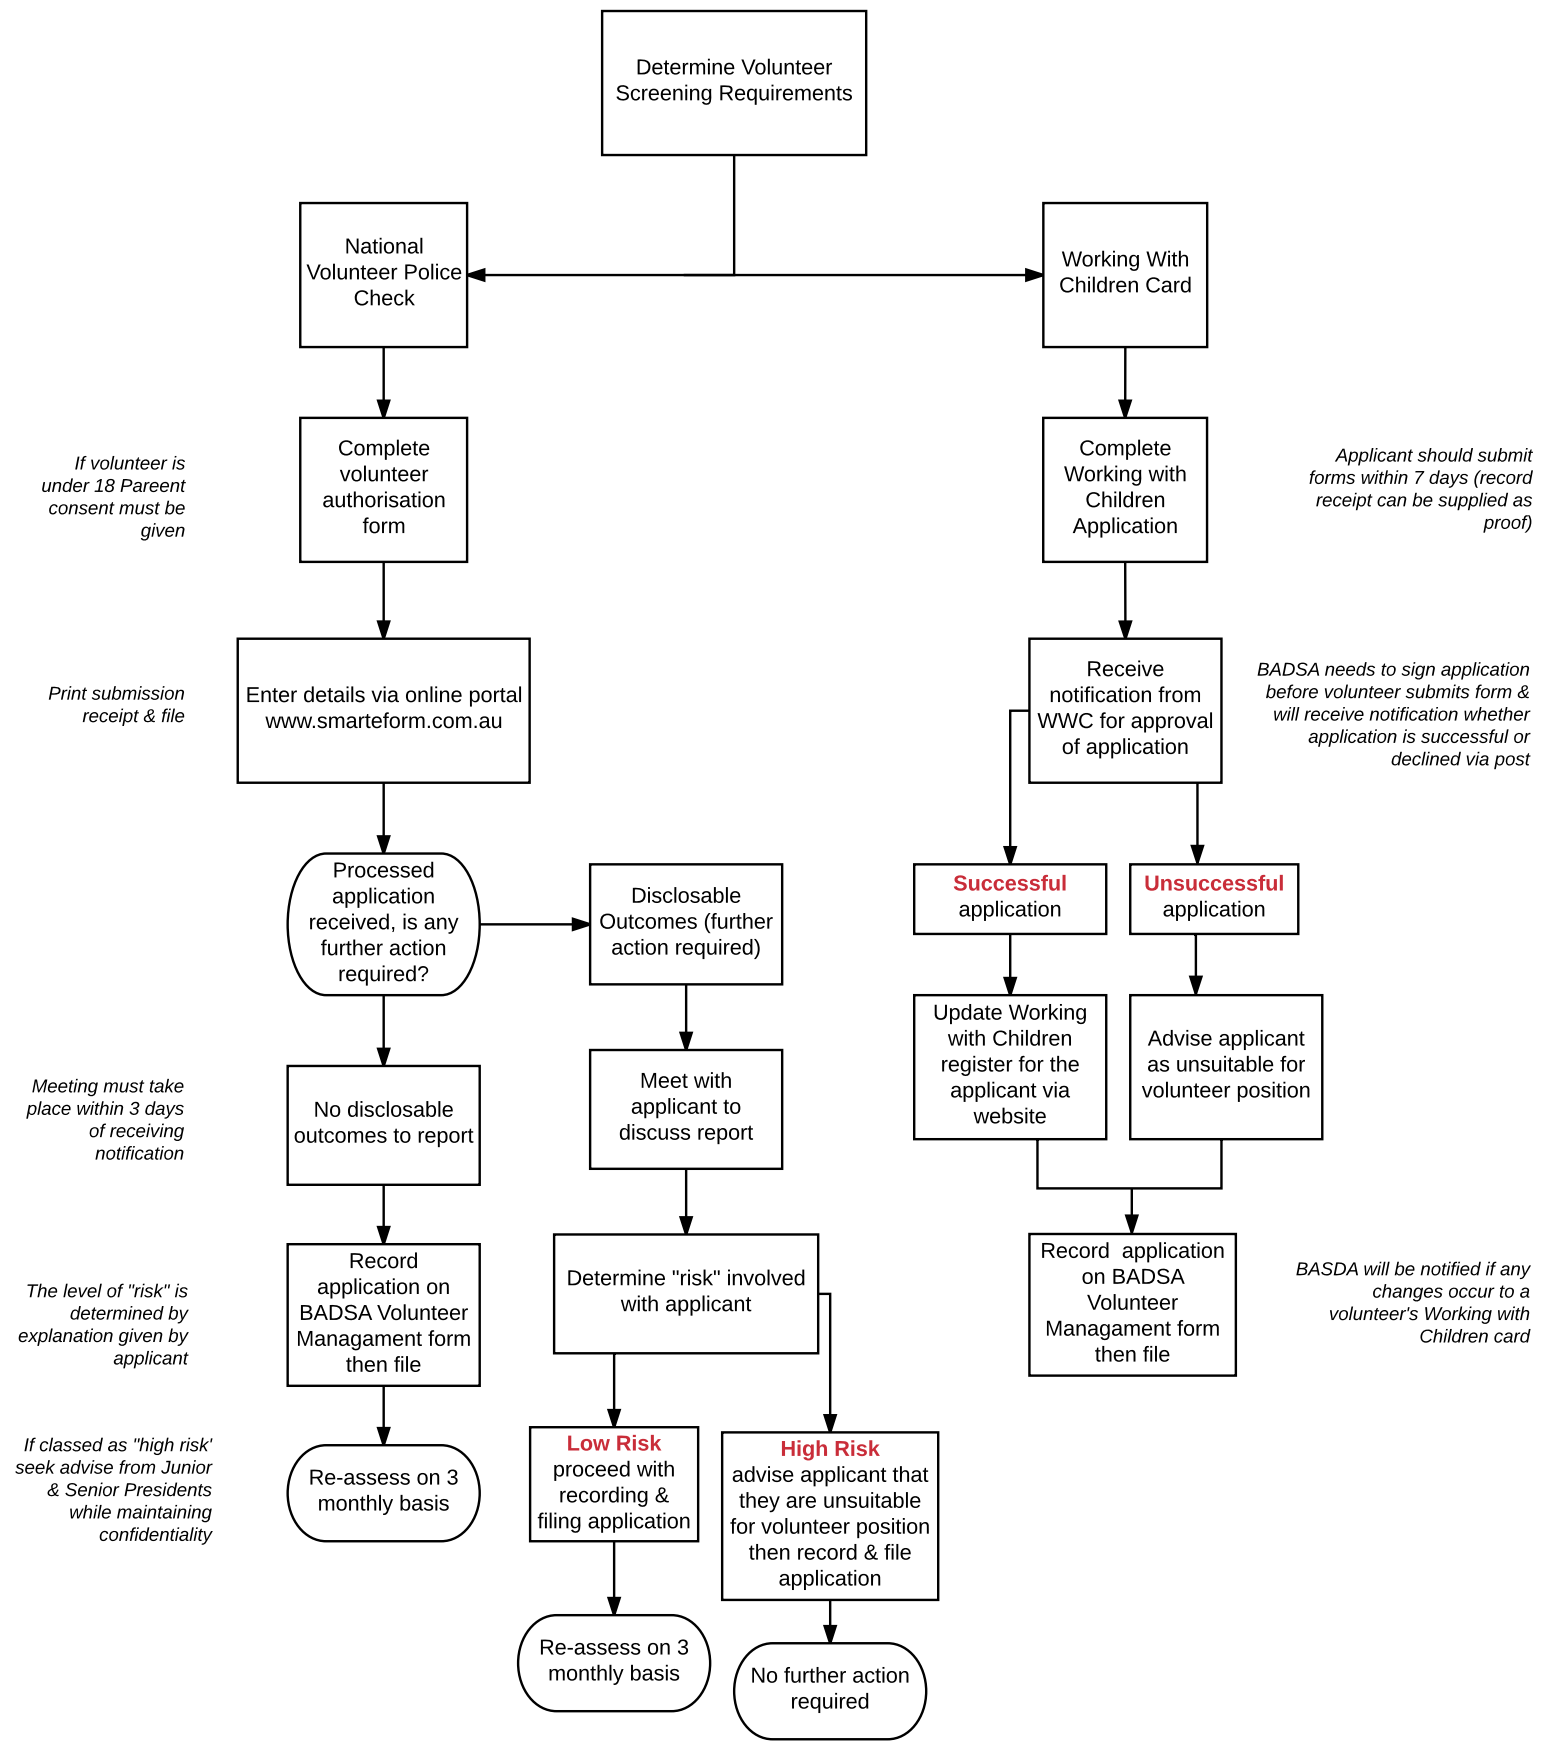 Determine Volunteer
Screening Requirements
National
Volunteer Police
Check
Working With
Children Card
If volunteer is
under 18 Pareent
consent must be
given
Complete
volunteer
authorisation
form
Complete
Working with
Children
Application
Applicant should submit
forms within 7 days (record
receipt can be supplied as
proof)
Print submission
receipt & file
Enter details via online portal
www.smarteform.com.au
Receive
notification from
WWC for approval
of application
BADSA needs to sign application
before volunteer submits form &
will receive notification whether
application is successful or
declined via post
Processed
application
received, is any
further action
required?
Disclosable
Outcomes (further
action required)
Successful
application
Unsuccessful
application
Meeting must take
place within 3 days
of receiving
notification
No disclosable
outcomes to report
Meet with
applicant to
discuss report
Update Working
with Children
register for the
applicant via
website
Advise applicant
as unsuitable for
volunteer position
The level of "risk" is
determined by
explanation given by
applicant
Record
application on
BADSA Volunteer
Managament form
then file
Determine "risk" involved
with applicant
Record  application
on BADSA
Volunteer
Managament form
then file
BASDA will be notified if any
changes occur to a
volunteer's Working with
Children card
If classed as "high risk'
seek advise from Junior
& Senior Presidents
while maintaining
confidentiality
Re-assess on 3
monthly basis
Low Risk
proceed with
recording &
filing application
High Risk
advise applicant that
they are unsuitable
for volunteer position
then record & file
application
Re-assess on 3
monthly basis
No further action
required